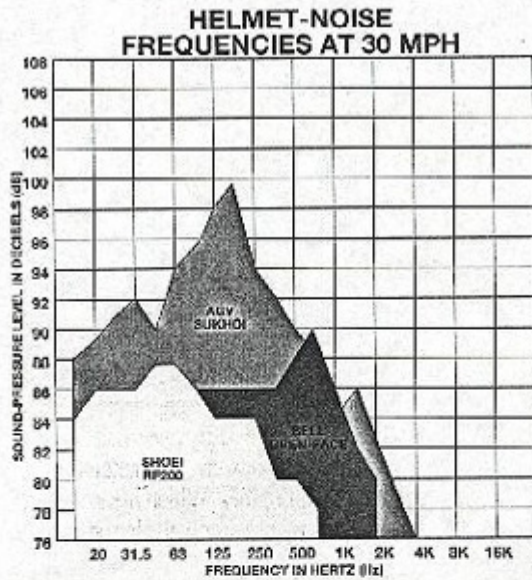 HELMET-NOISE
FREQUENCIES AT 30 MPH
SOUND-PRESSURE LEVEL IN DECIBELS (dB)
108
106
104
102
100
98
96
94
92
90
88
86
84
82
80
78
76
AGV
SUKHOI
BELL
OPEN-FACE
SHOEI
RF200
20 31.5 63 125 250 500 1K 2K 4K 8K 16K
FREQUENCY IN HERTZ (Hz)